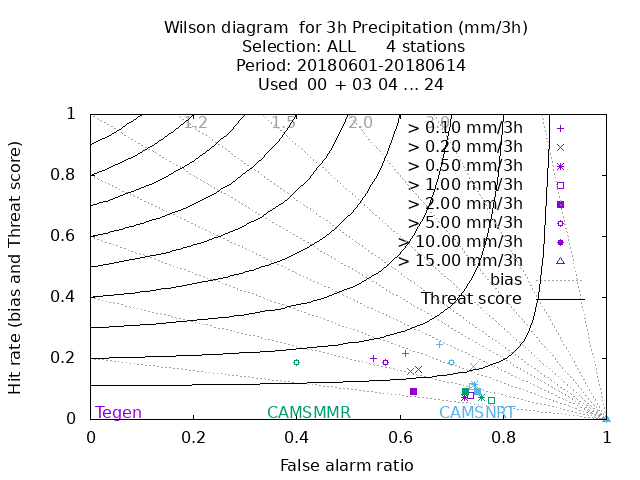 Wilson diagram  for 3h Precipitation (mm/3h)
Selection: ALL      4 stations
Period: 20180601-20180614
Used  00  + 03 04 ... 24
1.2 1.5 2.0 3.0
> 0.10 mm/3h
> 0.20 mm/3h
> 0.50 mm/3h
> 1.00 mm/3h
> 2.00 mm/3h
> 5.00 mm/3h
> 10.00 mm/3h
> 15.00 mm/3h
bias
Threat score
Hit rate (bias and Threat score)
1
0.8
0.6
0.4
0.2
0
Tegen CAMSMMR CAMSNRT
0 0.2 0.4 0.6 0.8 1
False alarm ratio